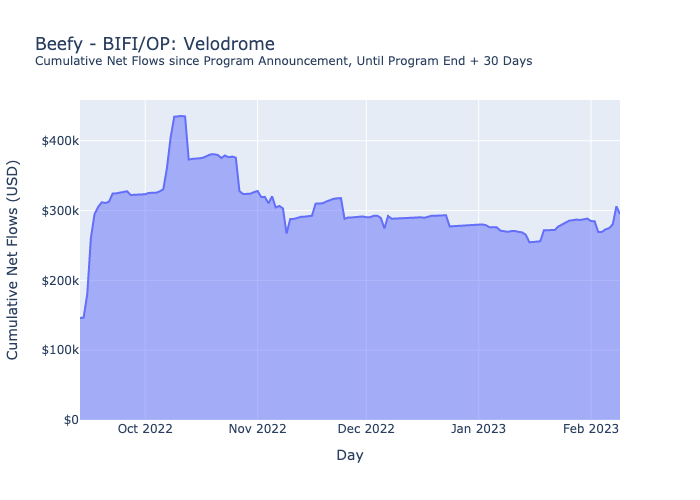 Beefy - BIFI/OP: Velodrome
Cumulative Net Flows since Program Announcement, Until Program End + 30 Days
Cumulative Net Flows (USD)
$400k
$300k
$200k
$100k
$0
Oct 2022
Nov 2022
Dec 2022
Jan 2023
Feb 2023
Day